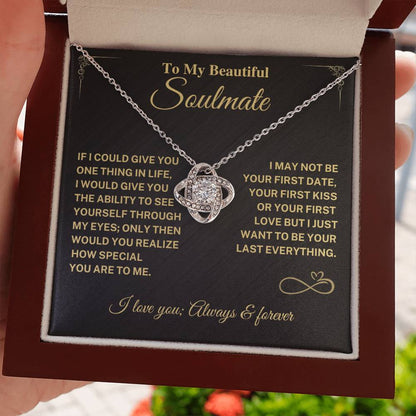 To My Beautiful
Soulmate
IF I COULD GIVE YOU
ONE THING IN LIFE,
I WOULD GIVE YOU
THE ABILITY TO SEE
YOURSELF THROUGH
MY EYES; ONLY THEN
WOULD YOU REALIZE
HOW SPECIAL
YOU ARE TO ME.
I MAY NOT BE
YOUR FIRST DATE,
YOUR FIRST KISS
OR YOUR FIRST
LOVE BUT I JUST
WANT TO BE YOUR
LAST EVERYTHING.
I love you; Always & forever